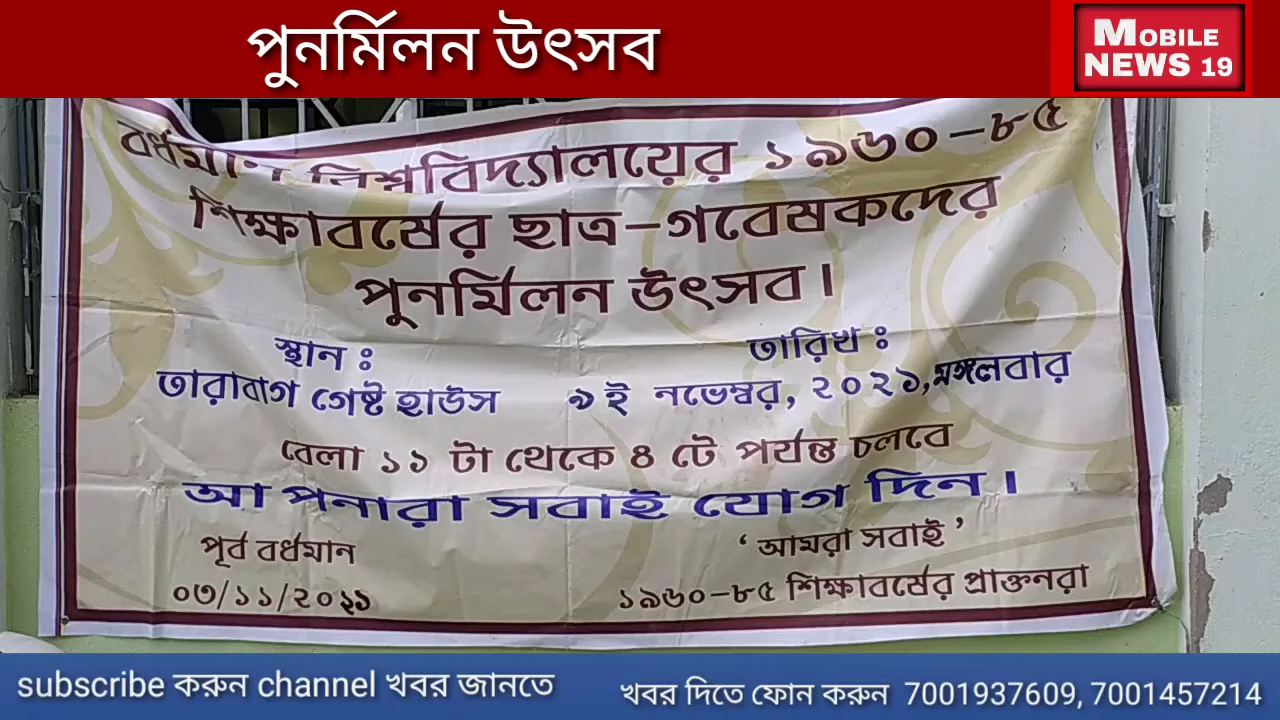 পুনর্মিলন উৎসব
MOBILE
NEWS 19
বর্ধমান বিশ্ববিদ্যালয়ের ১৯৬০-৮৫
শিক্ষাবর্ষের ছাত্র-গবেষকদের
পুনর্মিলন উৎসব।
স্থান : তারিখ :
তারাবাগ গেষ্ট হাউস ৯ই নভেম্বর, ২০২১,মঙ্গলবার
বেলা ১১ টা থেকে ৪ টে পর্যন্ত চলবে
আপনারা সবাই যোগ দিন।
পূর্ব বর্ধমান ‘আমরা সবাই’
০৩/১১/২০২১ ১৯৬০-৮৫ শিক্ষাবর্ষের প্রাক্তনরা
subscribe করুন channel খবর জানতে
খবর দিতে ফোন করুন 7001937609, 7001457214